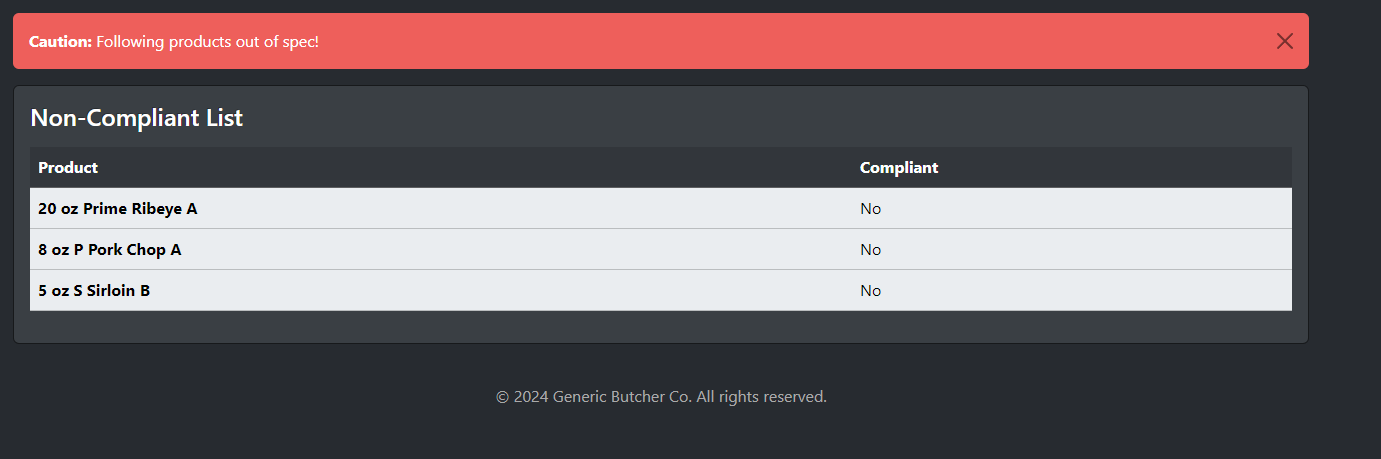 Caution: Following products out of spec!
Non-Compliant List
Product Compliant
20 oz Prime Ribeye A No
8 oz P Pork Chop A No
5 oz S Sirloin B No
© 2024 Generic Butcher Co. All rights reserved.